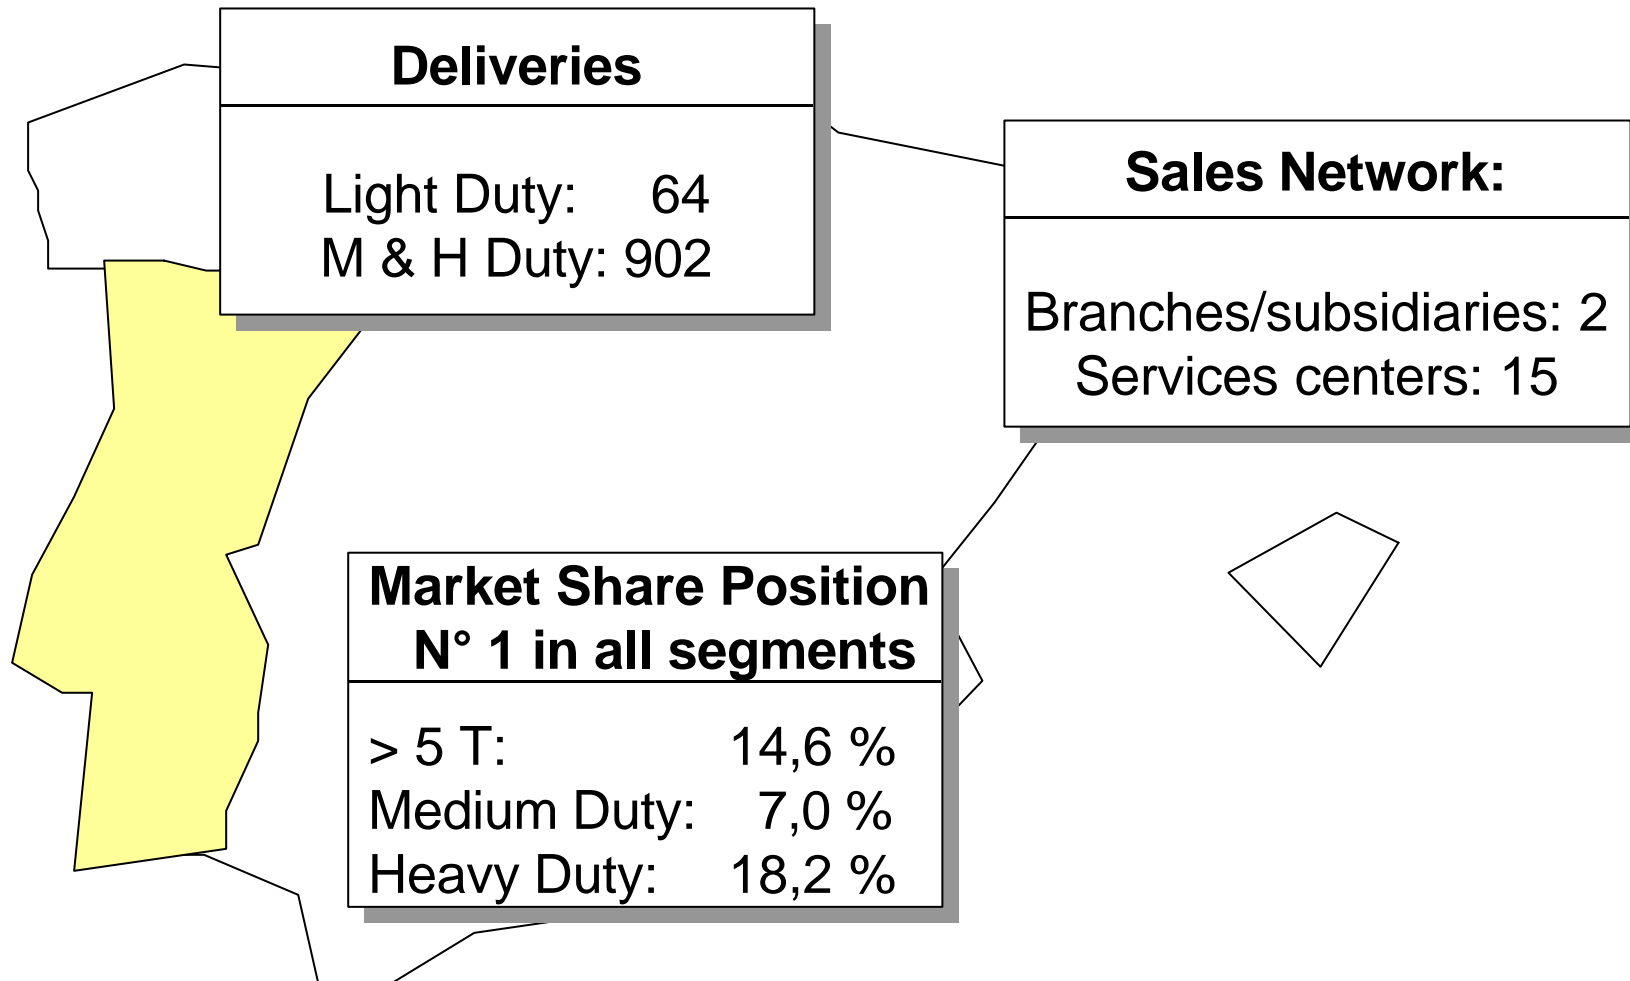 Deliveries
Light Duty: 64
M & H Duty: 902
Sales Network:
Branches/subsidiaries: 2
Services centers: 15
Market Share Position
N° 1 in all segments
> 5 T: 14,6 %
Medium Duty: 7,0 %
Heavy Duty: 18,2 %